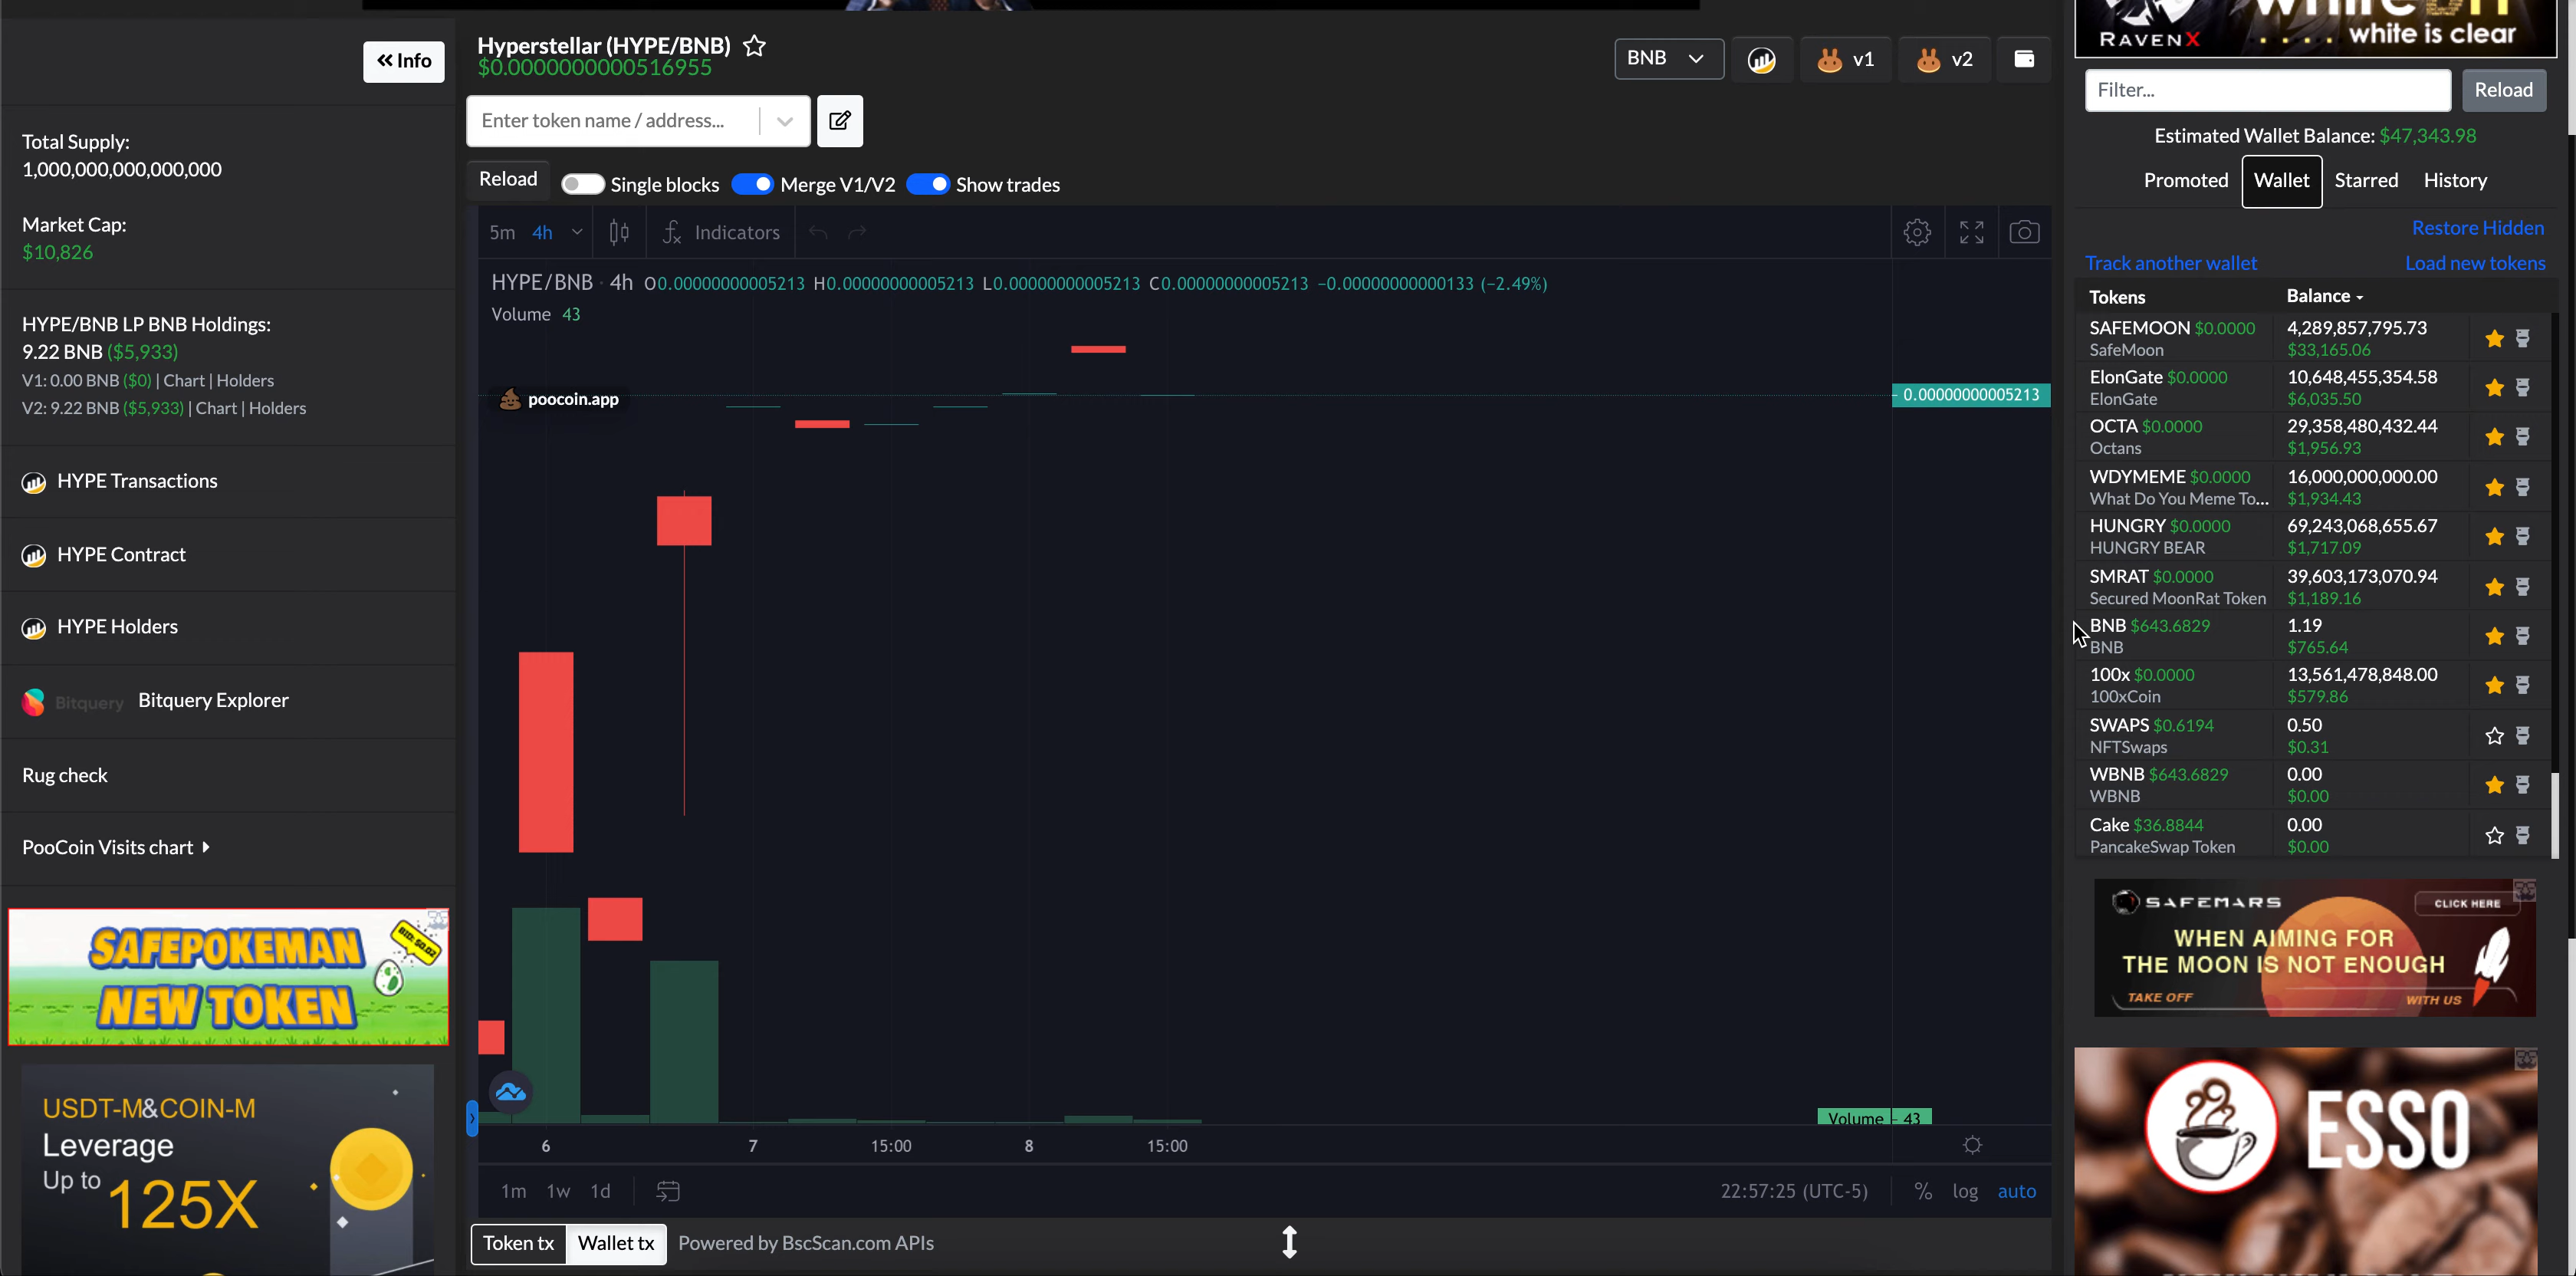 « Info
Total Supply:
1,000,000,000,000,000
Market Cap:
$10,826
HYPE/BNB LP BNB Holdings:
9.22 BNB ($5,933)
V1: 0.00 BNB ($0) | Chart | Holders
V2: 9.22 BNB ($5,933) | Chart | Holders
HYPE Transactions
HYPE Contract
HYPE Holders
Bitquery Bitquery Explorer
Rug check
PooCoin Visits chart
SAFEPOKEMAN
NEW TOKEN
BID: $0.02
USDT-M&COIN-M
Leverage
Up to 125X
Hyperstellar (HYPE/BNB)
$0.0000000000516955
BNB
v1
v2
Enter token name / address...
Reload
Single blocks
Merge V1/V2
Show trades
5m 4h
Indicators
HYPE/BNB · 4h O0.00000000005213 H0.00000000005213 L0.00000000005213 C0.00000000005213 −0.00000000000133 (−2.49%)
Volume 43
poocoin.app
0.00000000005213
Volume 43
6 7 15:00 8 15:00
1m 1w 1d
22:57:25 (UTC-5)
% log auto
Token tx Wallet tx Powered by BscScan.com APIs
RAVENX
white is clear
Filter...
Reload
Estimated Wallet Balance: $47,343.98
Promoted Wallet Starred History
Restore Hidden
Track another wallet Load new tokens
Tokens Balance
SAFEMOON $0.0000 4,289,857,795.73
SafeMoon $33,165.06
ElonGate $0.0000 10,648,455,354.58
ElonGate $6,035.50
OCTA $0.0000 29,358,480,432.44
Octans $1,956.93
WDYMEME $0.0000 16,000,000,000.00
What Do You Meme To... $1,934.43
HUNGRY $0.0000 69,243,068,655.67
HUNGRY BEAR $1,717.09
SMRAT $0.0000 39,603,173,070.94
Secured MoonRat Token $1,189.16
BNB $643.6829 1.19
BNB $765.64
100x $0.0000 13,561,478,848.00
100xCoin $579.86
SWAPS $0.6194 0.50
NFTSwaps $0.31
WBNB $643.6829 0.00
WBNB $0.00
Cake $36.8844 0.00
PancakeSwap Token $0.00
SAFEMARS
CLICK HERE
WHEN AIMING FOR
THE MOON IS NOT ENOUGH
TAKE OFF
WITH US
ESSO